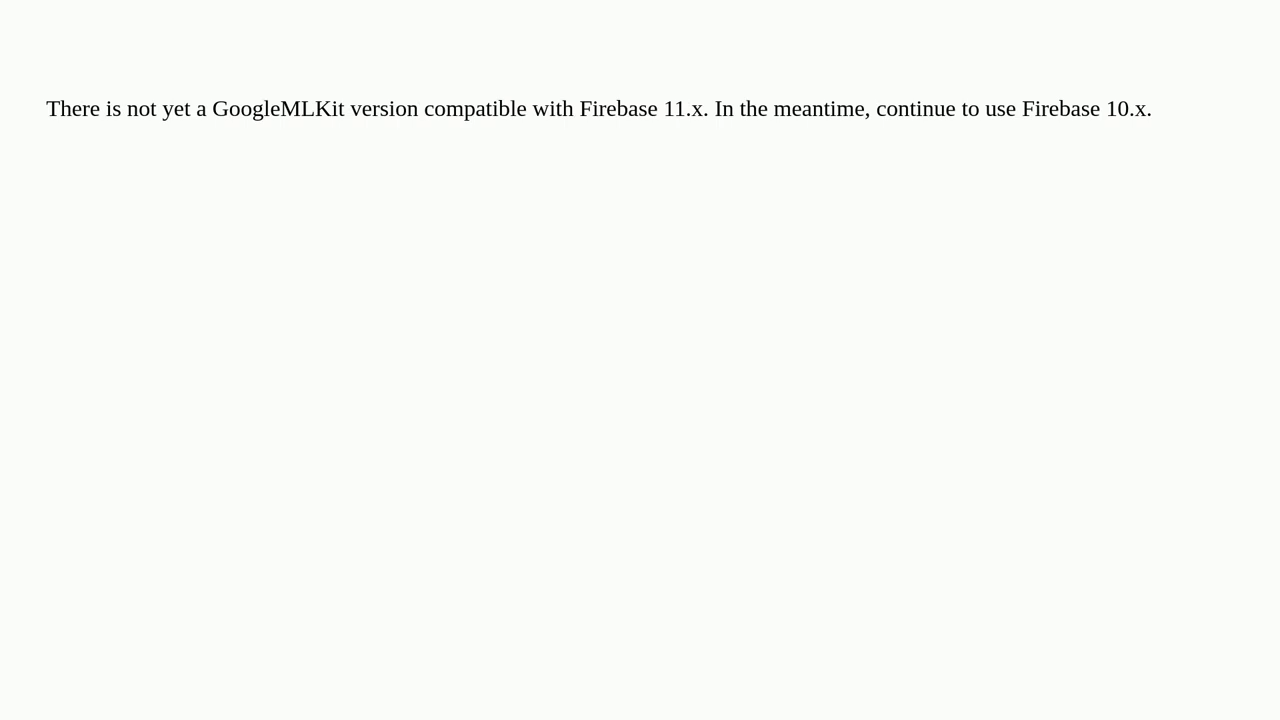 There is not yet a GoogleMLKit version compatible with Firebase 11.x. In the meantime, continue to use Firebase 10.x.